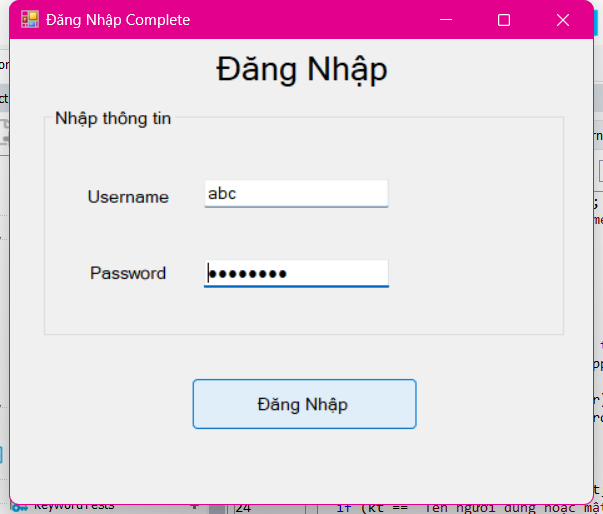 Đăng Nhập Complete
Đăng Nhập
Nhập thông tin
Username
abc
Password
Đăng Nhập
KeywordTests
24
if (kt == "Tên người dùng hoặc mật